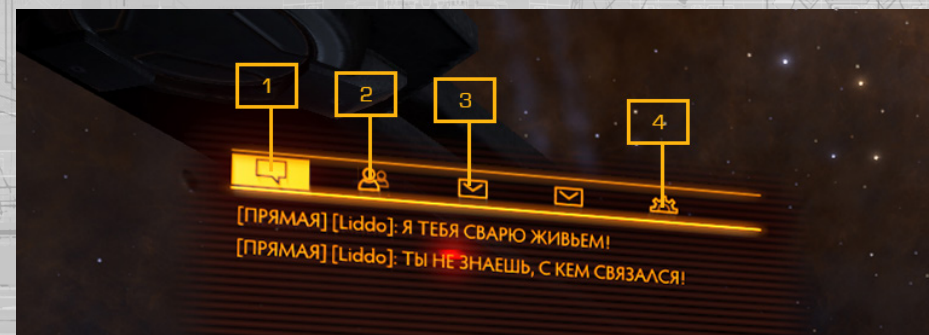 1
2
3
4
[ПРЯМАЯ] [Liddo]: Я ТЕБЯ СВАРЮ ЖИВЬЕМ!
[ПРЯМАЯ] [Liddo]: ТЫ НЕ ЗНАЕШЬ, С КЕМ СВЯЗАЛСЯ!